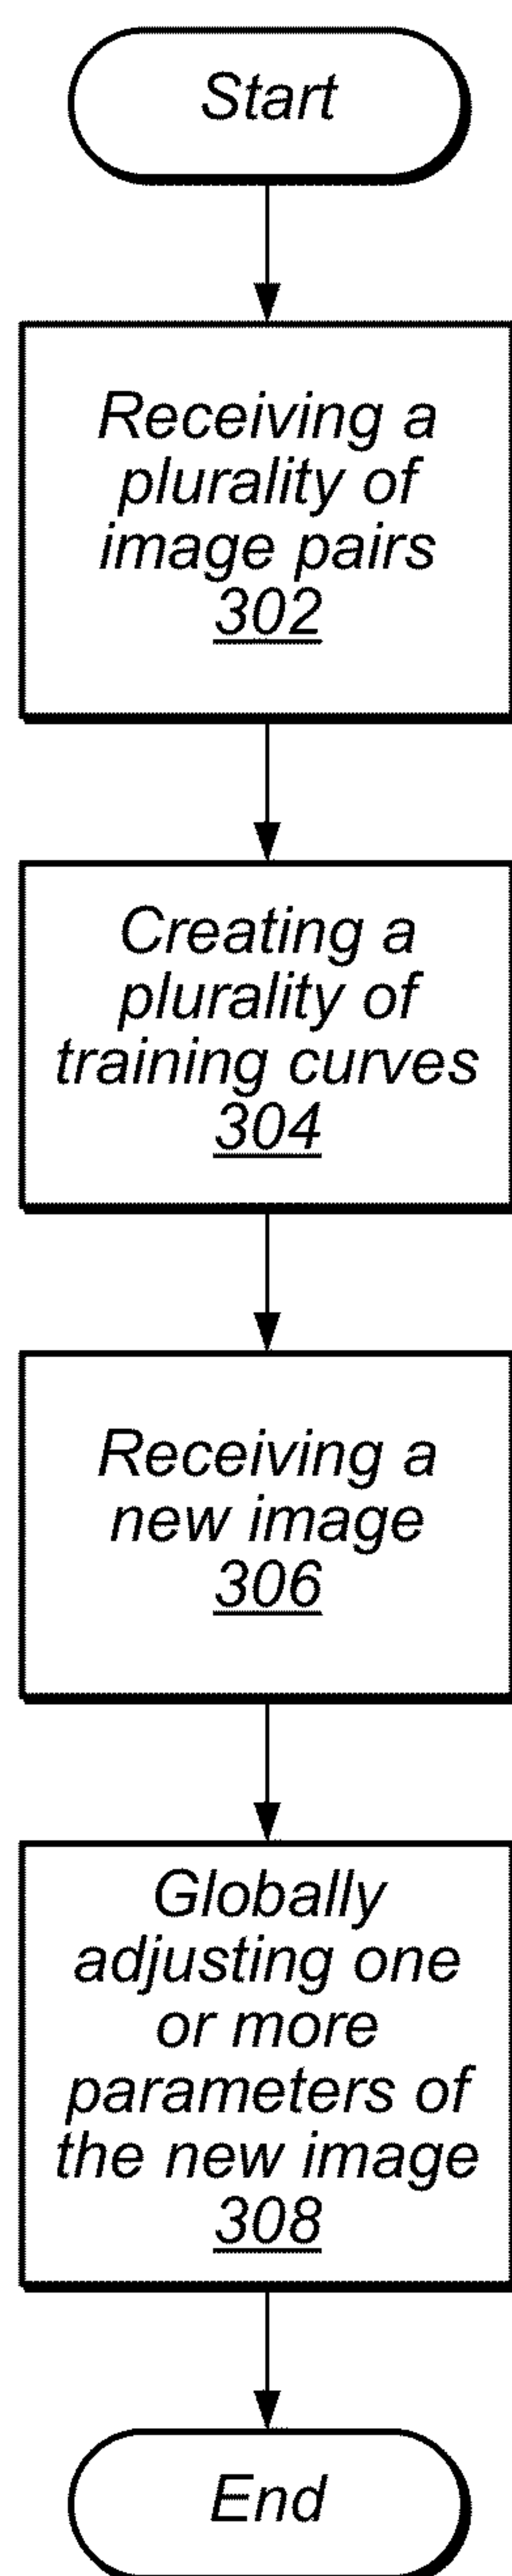 Start
Receiving a
plurality of
image pairs
302
Creating a
plurality of
training curves
304
Receiving a
new image
306
Globally
adjusting one
or more
parameters of
the new image
308
End